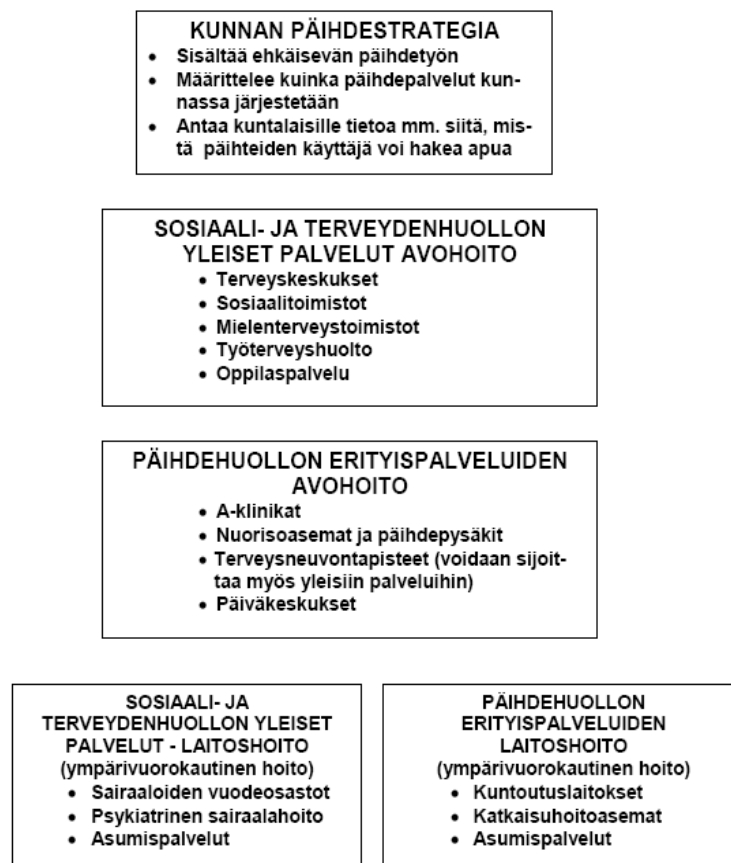 KUNNAN PÄIHDESTRATEGIA
• Sisältää ehkäisevän päihdetyön
• Määrittelee kuinka päihdepalvelut kun-
nassa järjestetään
• Antaa kuntalaisille tietoa mm. siitä, mis-
tä päihteiden käyttäjä voi hakea apua
SOSIAALI- JA TERVEYDENHUOLLON
YLEISET PALVELUT AVOHOITO
• Terveyskeskukset
• Sosiaalitoimistot
• Mielenterveystoimistot
• Työterveyshuolto
• Oppilaspalvelu
PÄIHDEHUOLLON ERITYISPALVELUIDEN
AVOHOITO
• A-klinikat
• Nuorisoasemat ja päihdepysäkit
• Terveysneuvontapisteet (voidaan sijoit-
taa myös yleisiin palveluihin)
• Päiväkeskukset
SOSIAALI- JA
TERVEYDENHUOLLON YLEISET
PALVELUT - LAITOSHOITO
(ympärivuorokautinen hoito)
• Sairaaloiden vuodeosastot
• Psykiatrinen sairaalahoito
• Asumispalvelut
PÄIHDEHUOLLON
ERITYISPALVELUIDEN
LAITOSHOITO
(ympärivuorokautinen hoito)
• Kuntoutuslaitokset
• Katkaisuhoitoasemat
• Asumispalvelut